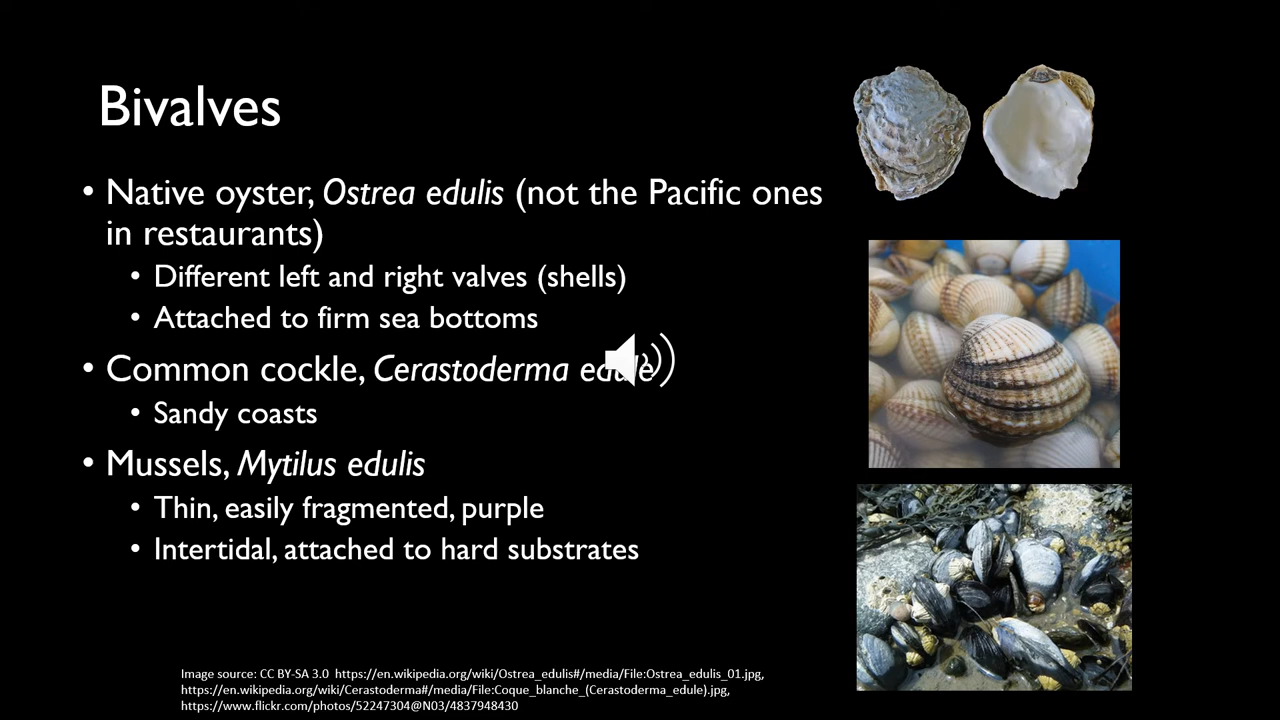 Bivalves
• Native oyster, Ostrea edulis (not the Pacific ones
in restaurants)
• Different left and right valves (shells)
• Attached to firm sea bottoms
• Common cockle, Cerastoderma edule
• Sandy coasts
• Mussels, Mytilus edulis
• Thin, easily fragmented, purple
• Intertidal, attached to hard substrates
Image source: CC BY-SA 3.0 https://en.wikipedia.org/wiki/Ostrea_edulis#/media/File:Ostrea_edulis_01.jpg,
https://en.wikipedia.org/wiki/Cerastoderma#/media/File:Coque_blanche_(Cerastoderma_edule).jpg,
https://www.flickr.com/photos/52247304@N03/4837948430